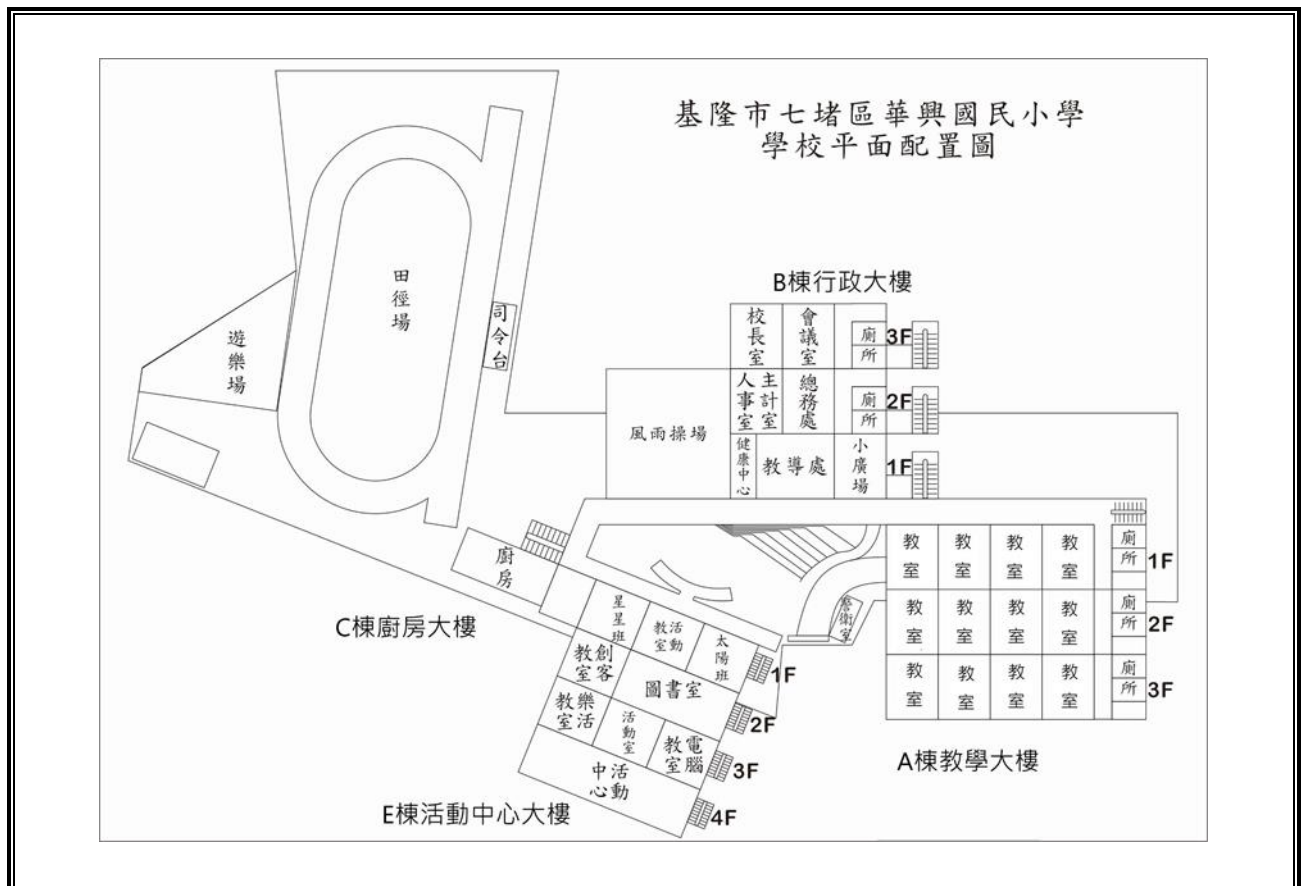 基隆市七堵區華興國民小學
學校平面配置圖
田徑場
司令台
遊樂場
B棟行政大樓
校長室
會議室
廁所
3F
人事室
主計室
總務處
廁所
2F
風雨操場
健康中心
教導處
小廣場
1F
廚房
C棟廚房大樓
警衛室
教室
教室
教室
教室
廁所
1F
教室
教室
教室
教室
廁所
2F
教室
教室
教室
教室
廁所
3F
A棟教學大樓
星星班
活動教室
太陽班
1F
創客教室
圖書室
2F
樂活教室
活動室
電腦教室
3F
活動中心
4F
E棟活動中心大樓